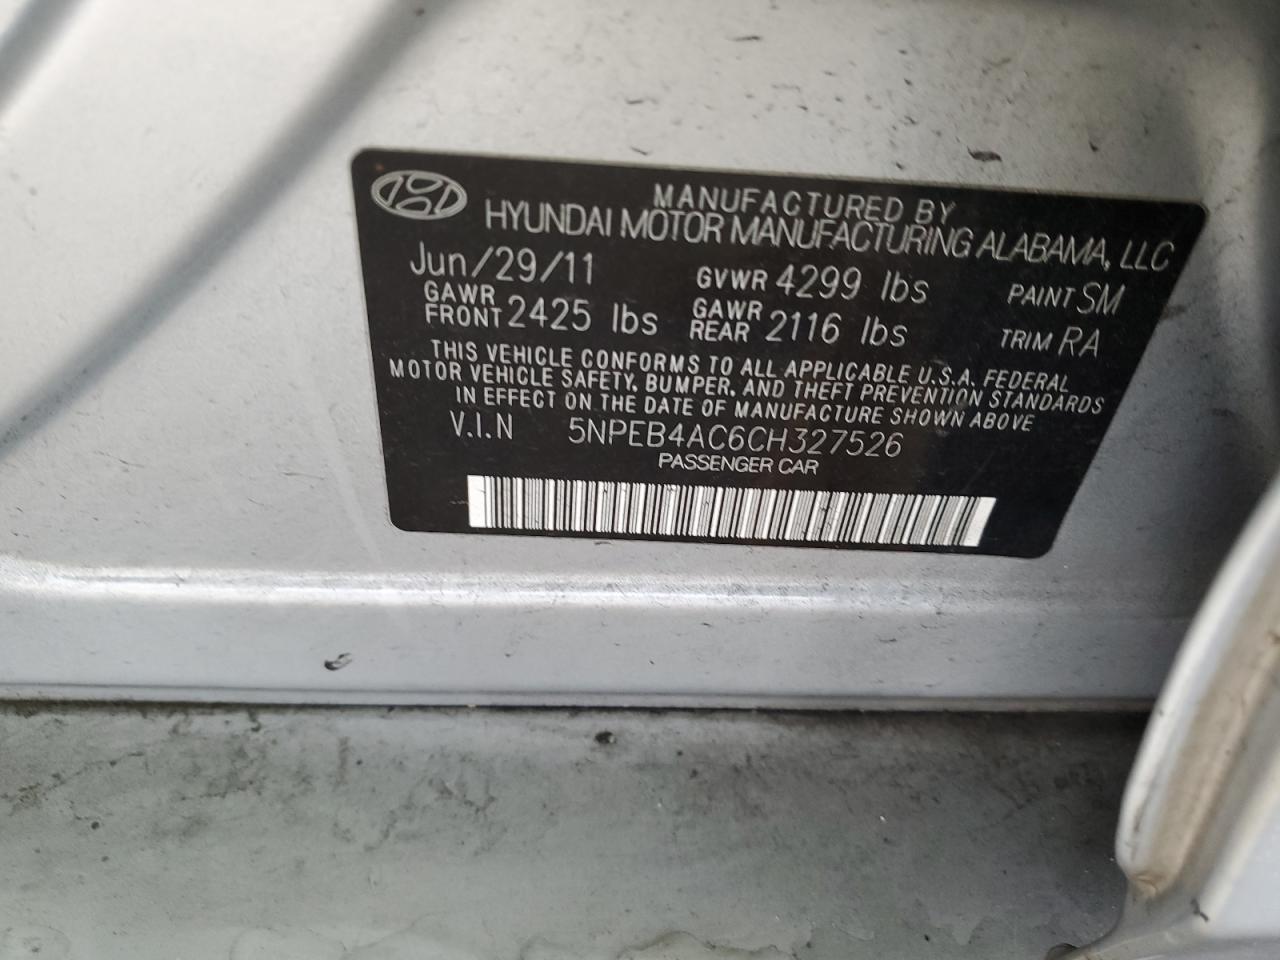 MANUFACTURED BY
HYUNDAI MOTOR MANUFACTURING ALABAMA, LLC
Jun/29/11 GVWR 4299 lbs PAINT SM
GAWR FRONT 2425 lbs GAWR REAR 2116 lbs TRIM RA
THIS VEHICLE CONFORMS TO ALL APPLICABLE U.S.A. FEDERAL
MOTOR VEHICLE SAFETY, BUMPER, AND THEFT PREVENTION STANDARDS
IN EFFECT ON THE DATE OF MANUFACTURE SHOWN ABOVE
V.I.N 5NPEB4AC6CH327526
PASSENGER CAR